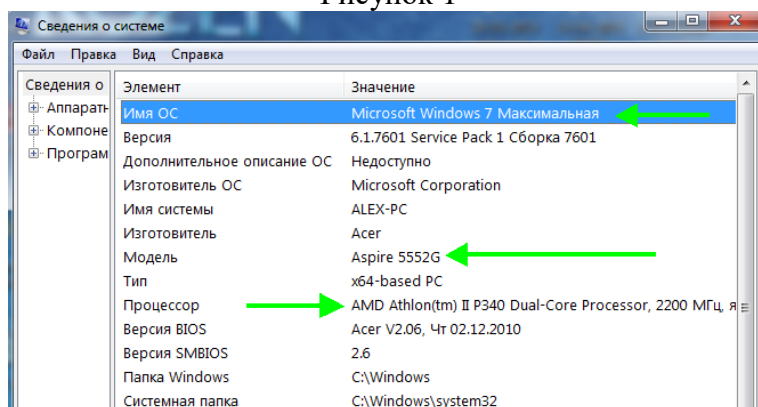 Сведения о системе
Файл Правка Вид Справка
Сведения о
Аппаратн
Компоне
Програм
Элемент Значение
Имя ОС Microsoft Windows 7 Максимальная
Версия 6.1.7601 Service Pack 1 Сборка 7601
Дополнительное описание ОС Недоступно
Изготовитель ОС Microsoft Corporation
Имя системы ALEX-PC
Изготовитель Acer
Модель Aspire 5552G
Тип x64-based PC
Процессор AMD Athlon(tm) II P340 Dual-Core Processor, 2200 МГц, я
Версия BIOS Acer V2.06, Чт 02.12.2010
Версия SMBIOS 2.6
Папка Windows C:\Windows
Системная папка C:\Windows\system32